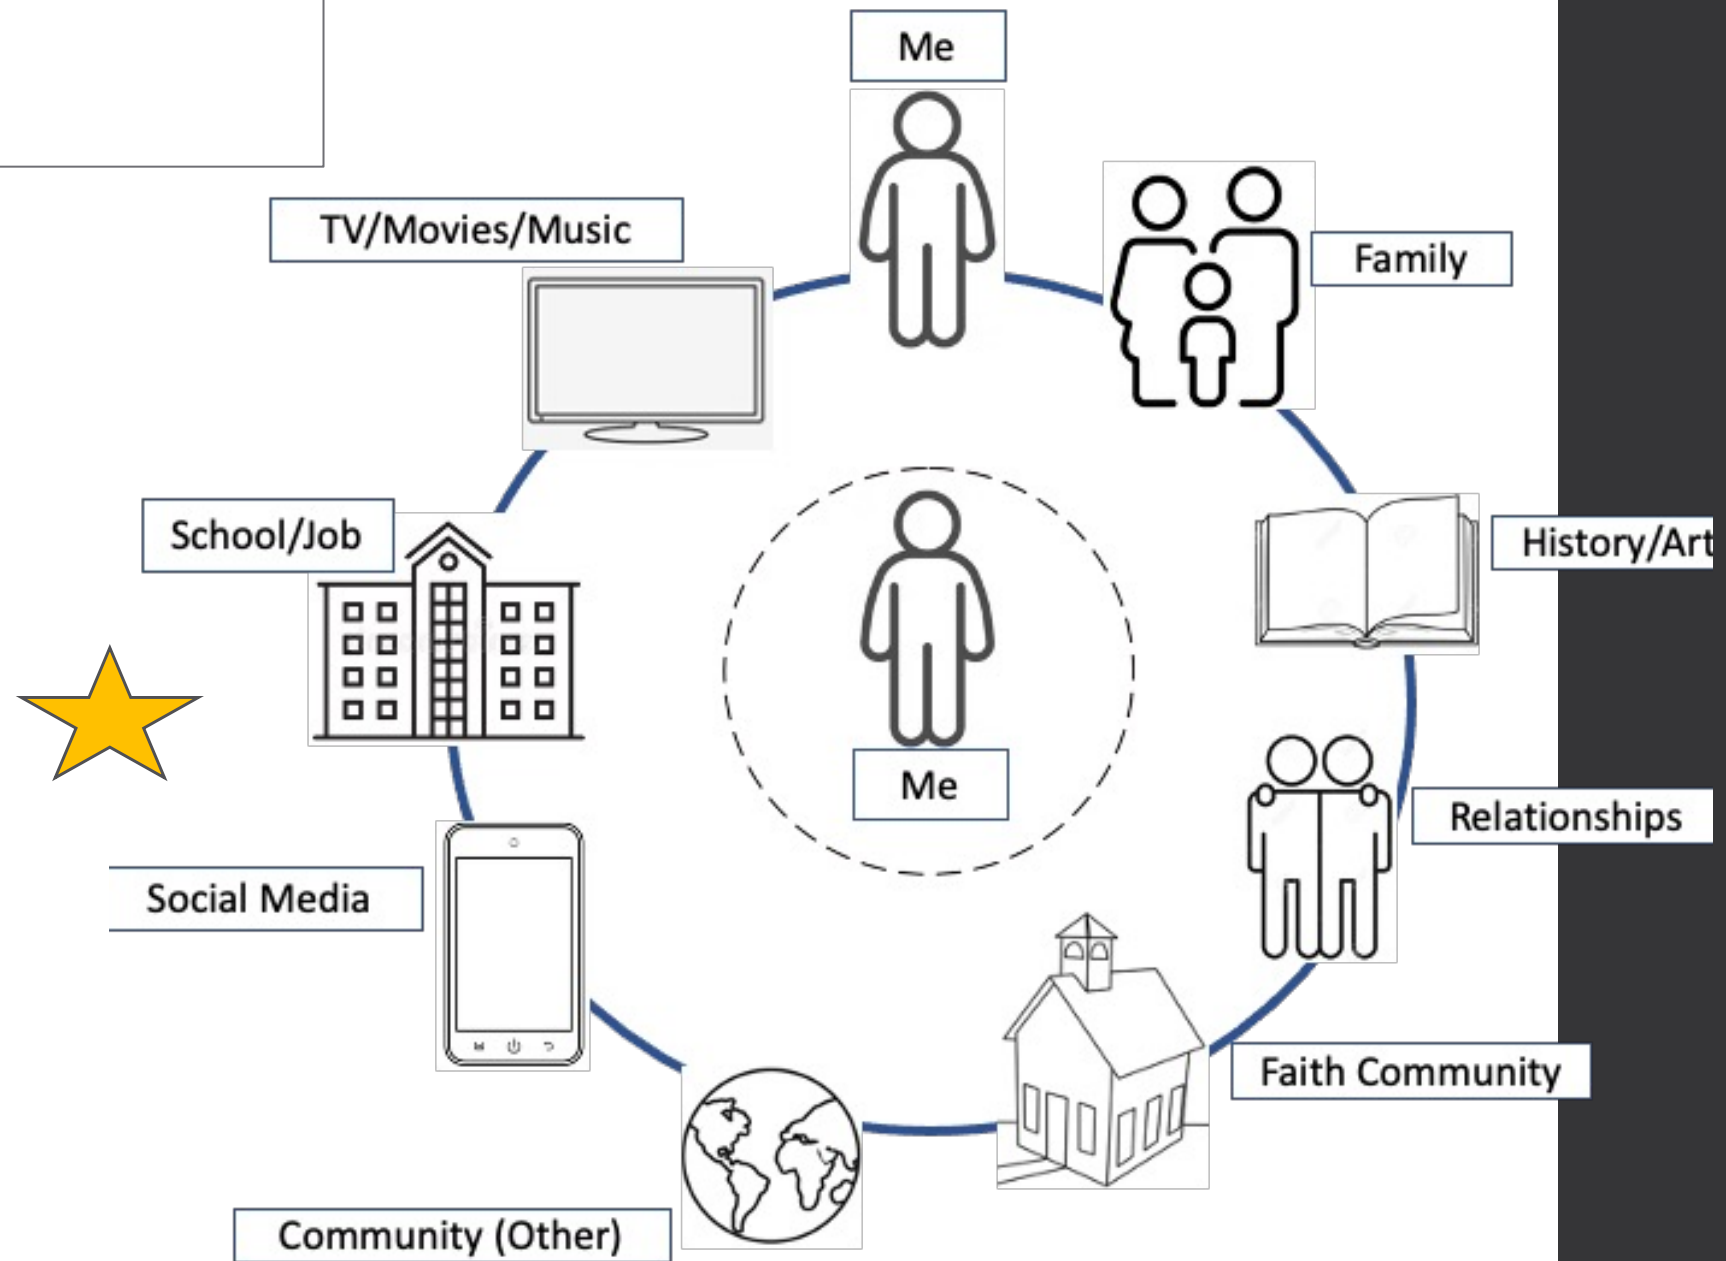 Me
TV/Movies/Music
Family
School/Job
History/Art
Me
Relationships
Social Media
Faith Community
Community (Other)